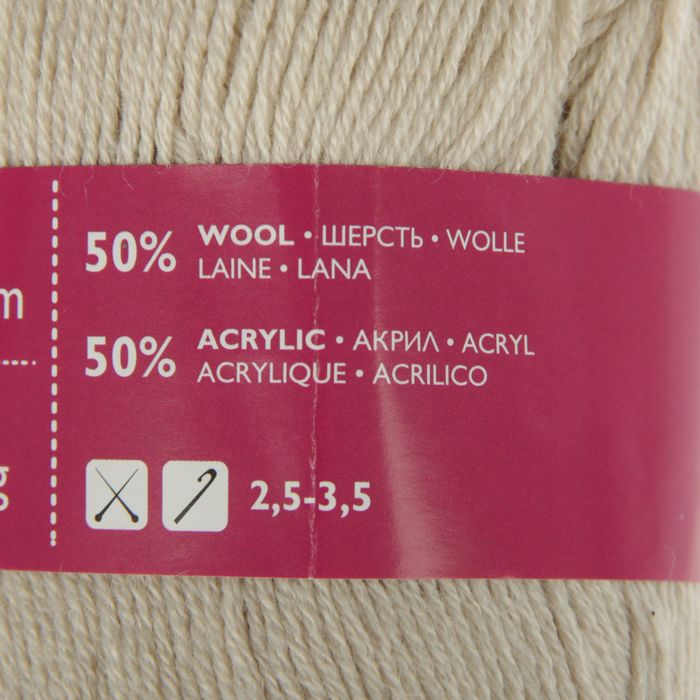 50% WOOL • ШЕРСТЬ • WOLLE
LAINE • LANA
m
50% ACRYLIC • АКРИЛ • ACRYL
ACRYLIQUE • ACRILICO
g
2,5-3,5